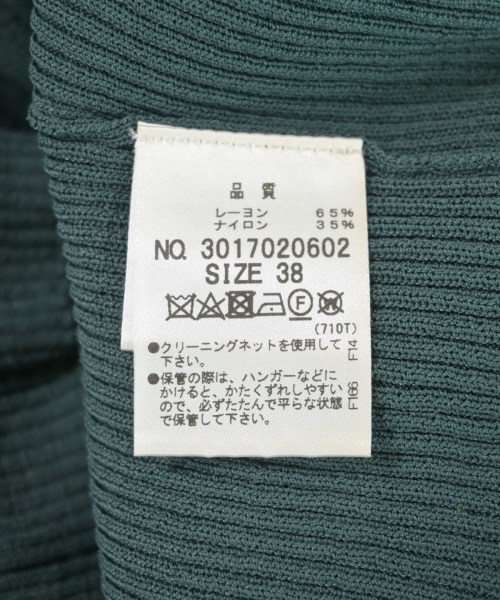 品 質
レーヨン 65%
ナイロン 35%
NO. 3017020602
SIZE 38
F W
(710T)
●クリーニングネットを使用して
下さい。
●保管の際は、ハンガーなどに
かけると、かたくずれしやすい
ので、必ずたたんで平らな状態
で保管して下さい。
F14
F186